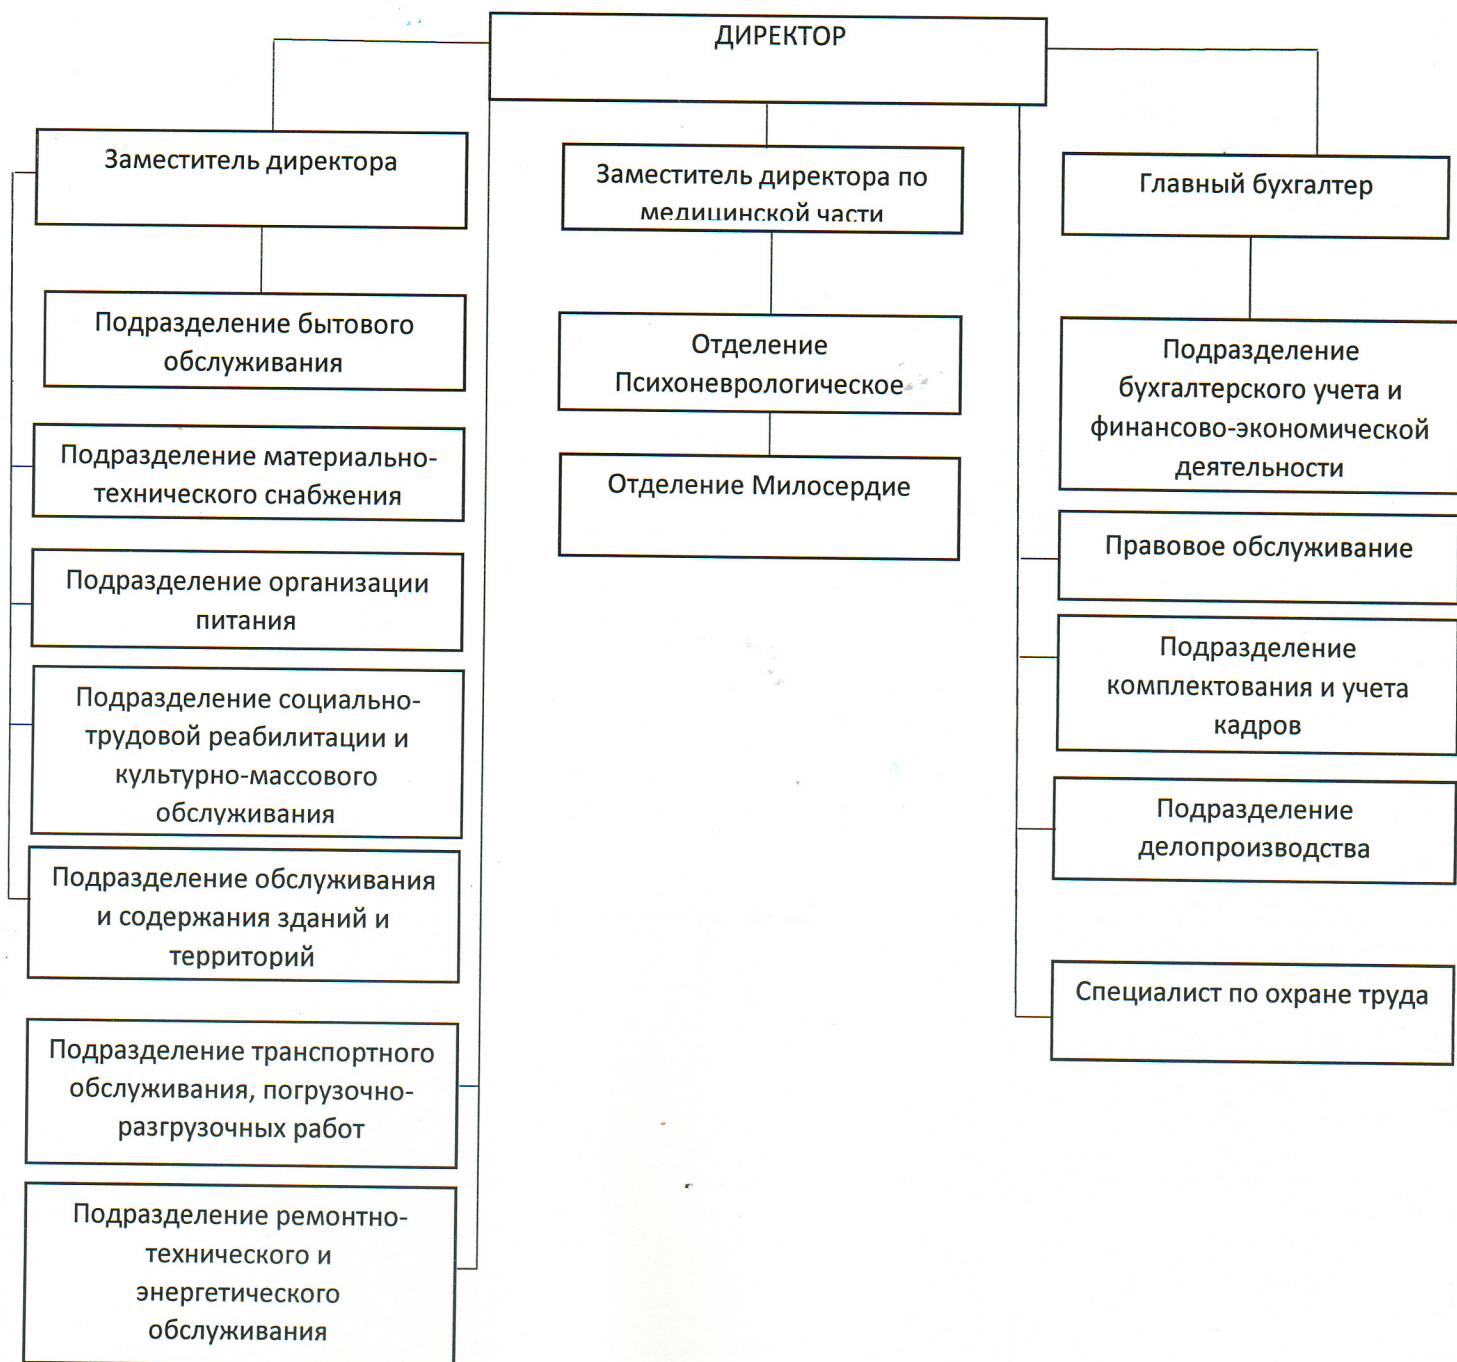 ДИРЕКТОР
Заместитель директора
Заместитель директора по
медицинской части
Главный бухгалтер
Подразделение бытового
обслуживания
Подразделение материально-
технического снабжения
Подразделение организации
питания
Подразделение социально-
трудовой реабилитации и
культурно-массового
обслуживания
Подразделение обслуживания
и содержания зданий и
территорий
Подразделение транспортного
обслуживания, погрузочно-
разгрузочных работ
Подразделение ремонтно-
технического и
энергетического
обслуживания
Отделение
Психоневрологическое
Отделение Милосердие
Подразделение
бухгалтерского учета и
финансово-экономической
деятельности
Правовое обслуживание
Подразделение
комплектования и учета
кадров
Подразделение
делопроизводства
Специалист по охране труда